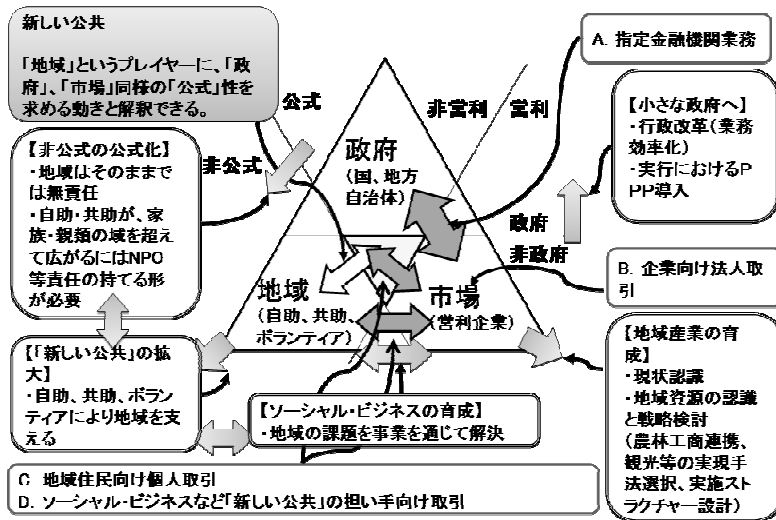 新しい公共
「地域」というプレイヤーに、「政
府」、「市場」同様の「公式」性を
求める動きと解釈できる。
A. 指定金融機関業務
公式
非公式
非営利
営利
政府
(国、地方
自治体)
政府
非政府
【小さな政府へ】
・行政改革(業務
効率化)
・実行におけるP
PP導入
【非公式の公式化】
・地域はそのままで
は無責任
・自助・共助が、家
族・親類の域を超え
て広がるにはNPO
等責任の持てる形
が必要
地域
(自助、共助、
ボランティア)
市場
(営利企業)
B. 企業向け法人取
引
【「新しい公共」の拡
大】
・自助、共助、ボラン
ティアにより地域を支
える
【ソーシャル・ビジネスの育成】
・地域の課題を事業を通じて解決
【地域産業の育
成】
・現状認識
・地域資源の認識
と戦略検討
(農林工商連携、
観光等の実現手
法選択、実施スト
ラクチャー設計)
C 地域住民向け個人取引
D. ソーシャル・ビジネスなど「新しい公共」の担い手向け取引